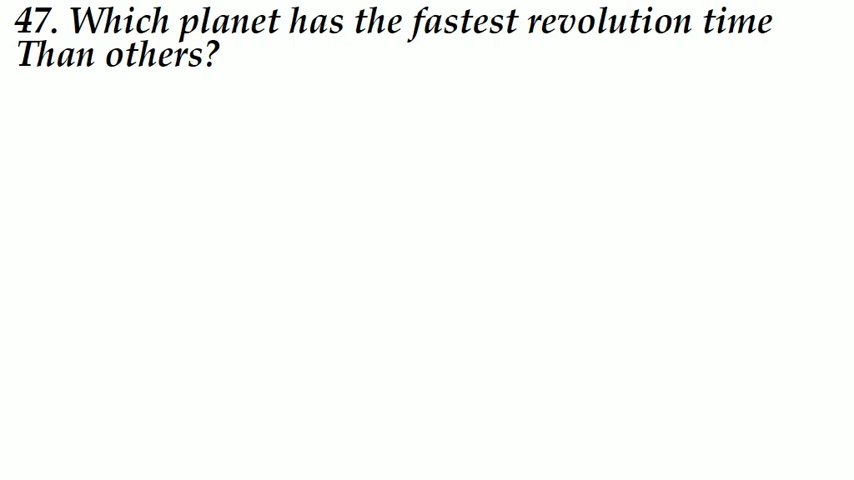 47. Which planet has the fastest revolution time
Than others?